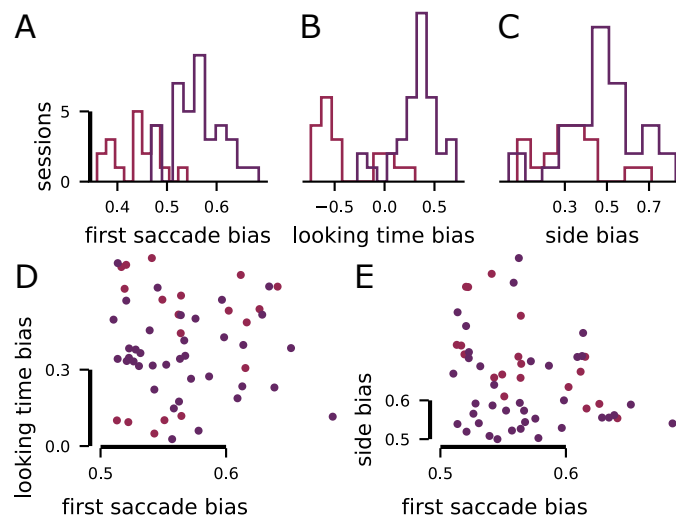 A
B
C
5
0
sessions
0.4 0.5 0.6
−0.5 0.0 0.5
0.3 0.5 0.7
first saccade bias
looking time bias
side bias
D
E
0.3
0.0
looking time bias
0.5 0.6
first saccade bias
0.6
0.5
side bias
0.5 0.6
first saccade bias